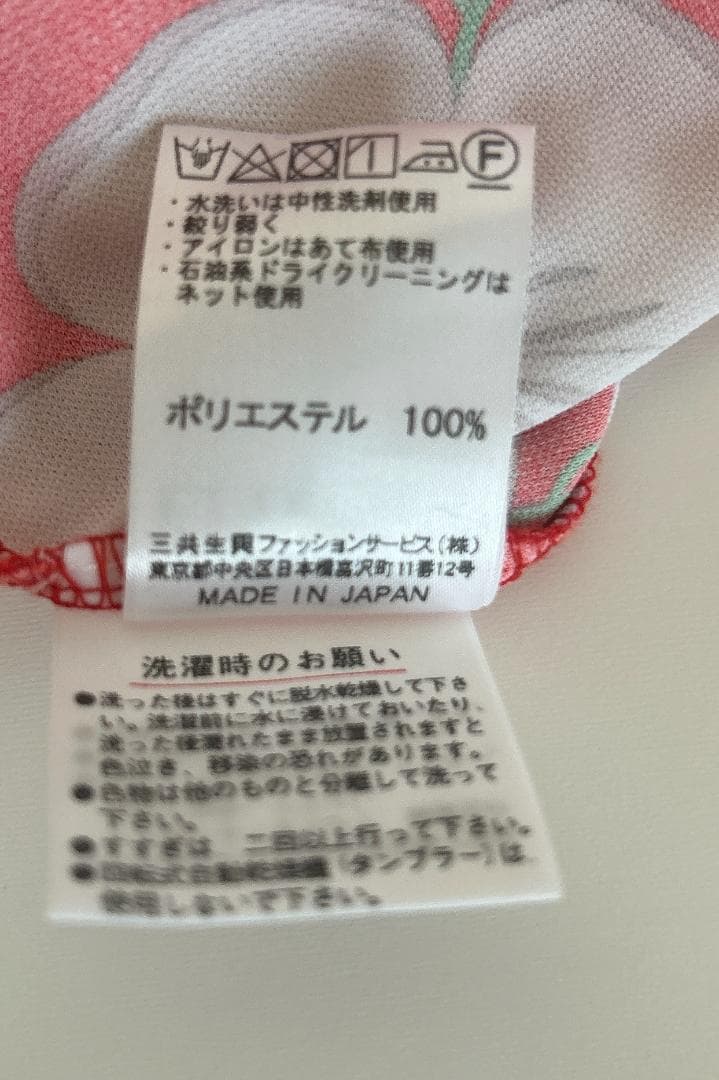 F
・水洗いは中性洗剤使用
・絞り弱く
・アイロンはあて布使用
・石油系ドライクリーニングは
ネット使用
ポリエステル 100%
三共生興ファッションサービス(株)
東京都中央区日本橋富沢町11番12号
MADE IN JAPAN
洗濯時のお願い
●洗った後はすぐに脱水乾燥して下さ
い。洗濯前に水に浸けておいたり、
洗った後濡れたまま放置されますと
色泣き、移染の恐れがあります。
●色物は他のものと分離して洗って
下さい。
●すすぎは、二回以上行って下さい。
●回転式自動乾燥機(タンブラー)は
使用しないで下さい。